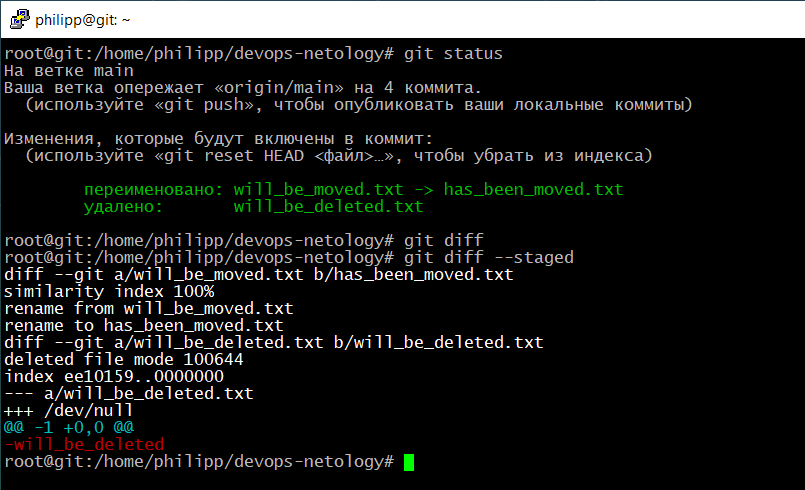 philipp@git: ~
root@git:/home/philipp/devops-netology# git status
На ветке main
Ваша ветка опережает «origin/main» на 4 коммита.
  (используйте «git push», чтобы опубликовать ваши локальные коммиты)
Изменения, которые будут включены в коммит:
  (используйте «git reset HEAD <файл>…», чтобы убрать из индекса)
        переименовано: will_be_moved.txt -> has_been_moved.txt
        удалено:       will_be_deleted.txt
root@git:/home/philipp/devops-netology# git diff
root@git:/home/philipp/devops-netology# git diff --staged
diff --git a/will_be_moved.txt b/has_been_moved.txt
similarity index 100%
rename from will_be_moved.txt
rename to has_been_moved.txt
diff --git a/will_be_deleted.txt b/will_be_deleted.txt
deleted file mode 100644
index ee10159..0000000
--- a/will_be_deleted.txt
+++ /dev/null
@@ -1 +0,0 @@
-will_be_deleted
root@git:/home/philipp/devops-netology#